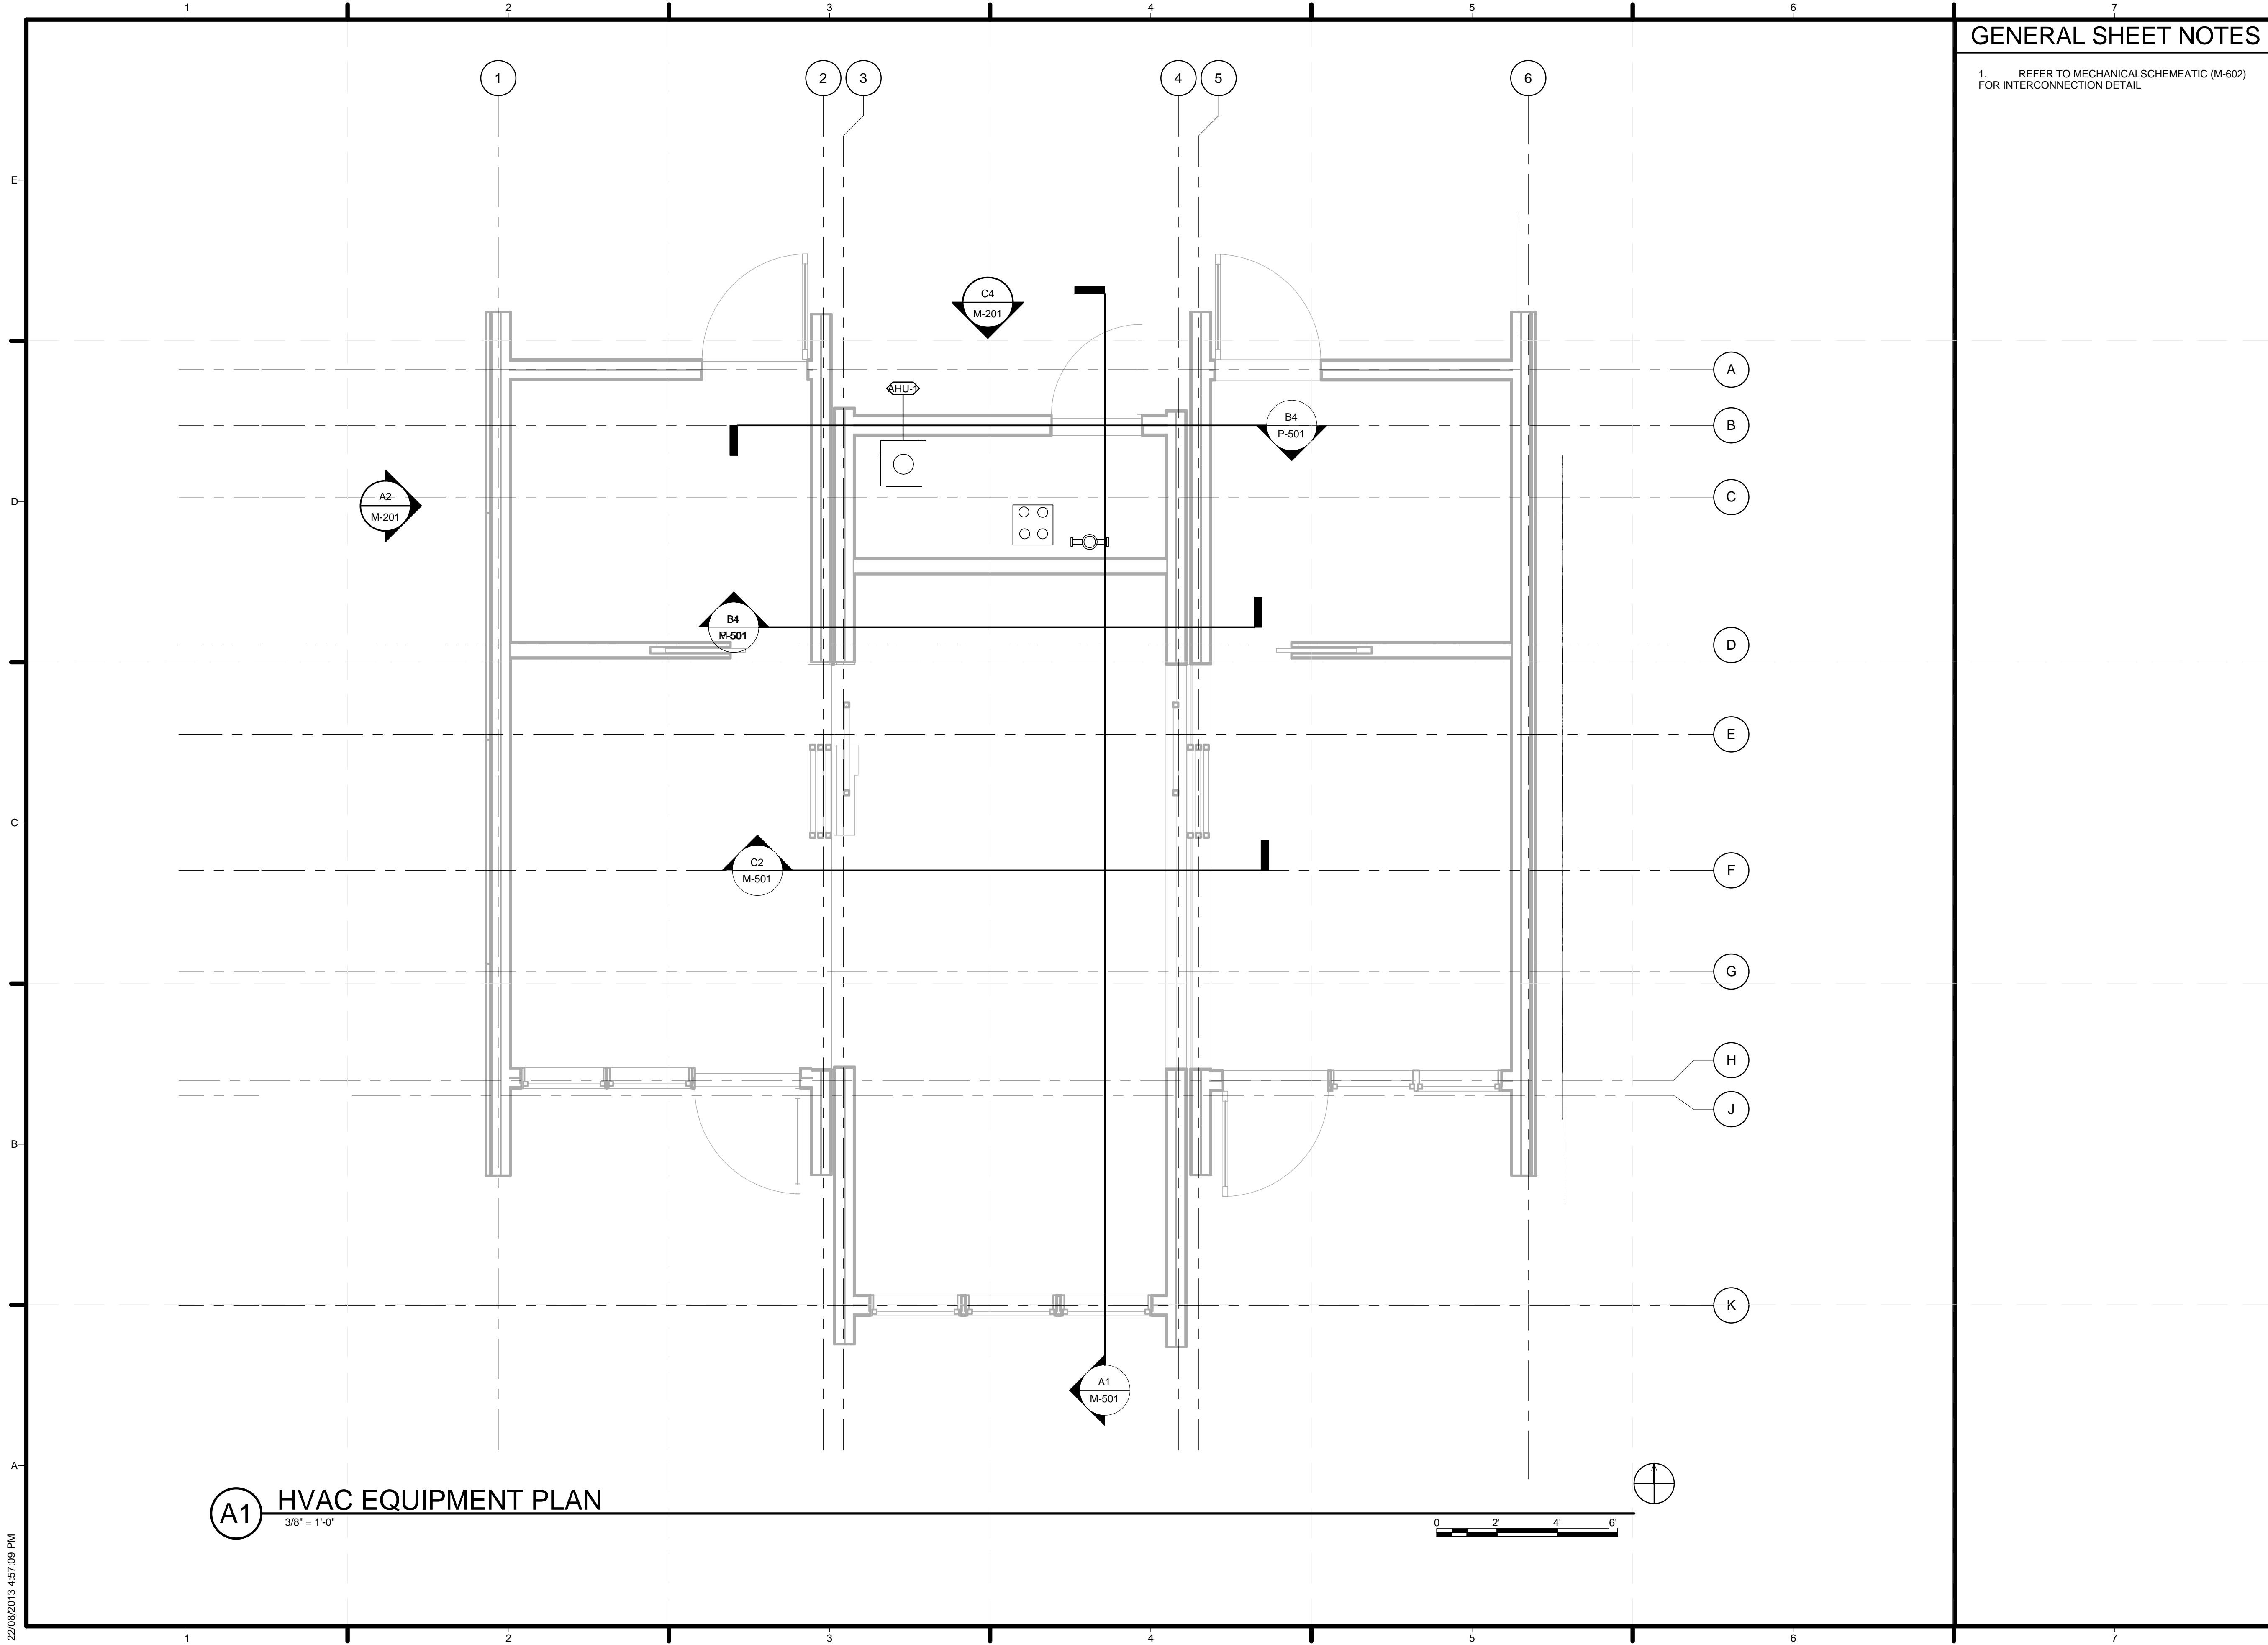 1 2 3 4 5 6 7
GENERAL SHEET NOTES
1. REFER TO MECHANICALSCHEMEATIC (M-602)
FOR INTERCONNECTION DETAIL
1 2 3 4 5 6
E
C4
M-201
A
AHU-1
B
B4
P-501
D
A2
M-201
C
B4
D
E
C
C2
M-501
F
G
H
J
B
K
A1
M-501
A
A1
HVAC EQUIPMENT PLAN
3/8" = 1'-0"
0 2' 4' 6'
22/08/2013 4:57:09 PM
1 2 3 4 5 6 7